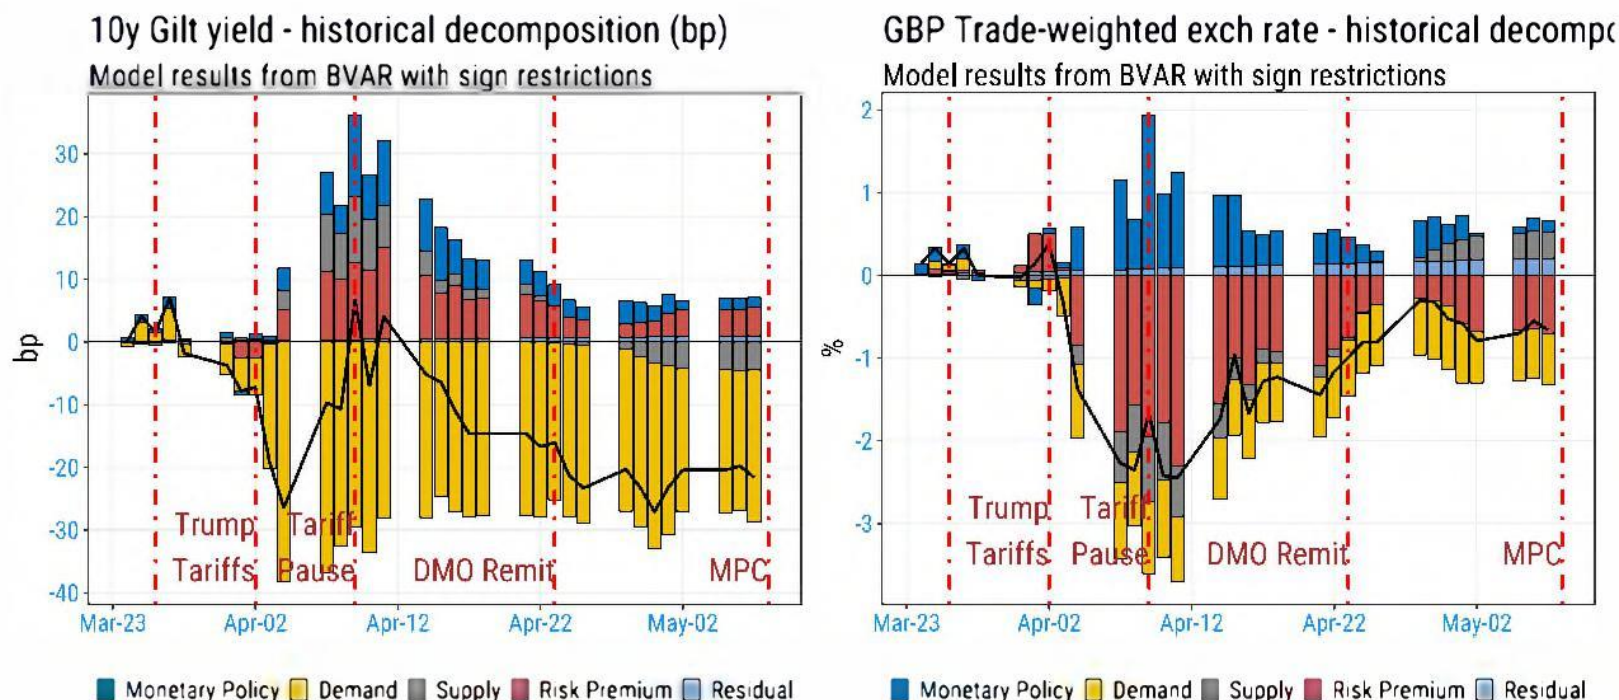 10y Gilt yield - historical decomposition (bp)
Model results from BVAR with sign restrictions
bp
30
20
10
0
-10
-20
-30
-40
Trump Tariff
Tariffs Pause DMO Remit MPC
Mar-23 Apr-02 Apr-12 Apr-22 May-02
Monetary Policy Demand Supply Risk Premium Residual
GBP Trade-weighted exch rate - historical decompo
Model results from BVAR with sign restrictions
%
2
1
0
-1
-2
-3
Trump Tariff
Tariffs Pause DMO Remit MPC
Mar-23 Apr-02 Apr-12 Apr-22 May-02
Monetary Policy Demand Supply Risk Premium Residual